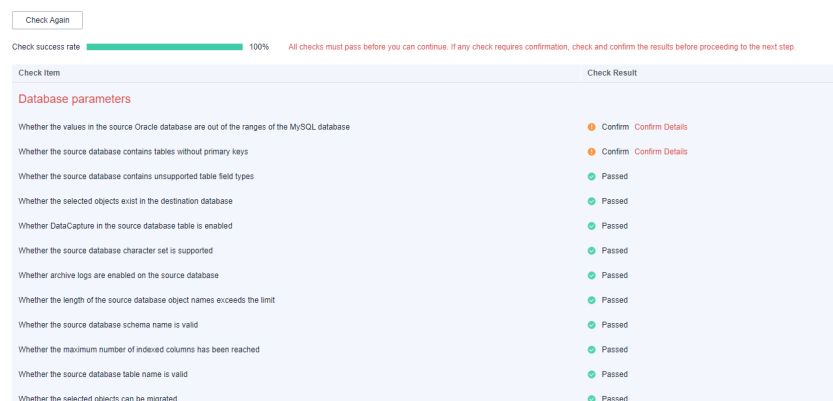 Check Again
Check success rate 100% All checks must pass before you can continue. If any check requires confirmation, check and confirm the results before proceeding to the next step.
Check Item Check Result
Database parameters
Whether the values in the source Oracle database are out of the ranges of the MySQL database Confirm Confirm Details
Whether the source database contains tables without primary keys Confirm Confirm Details
Whether the source database contains unsupported table field types Passed
Whether the selected objects exist in the destination database Passed
Whether DataCapture in the source database table is enabled Passed
Whether the source database character set is supported Passed
Whether archive logs are enabled on the source database Passed
Whether the length of the source database object names exceeds the limit Passed
Whether the source database schema name is valid Passed
Whether the maximum number of indexed columns has been reached Passed
Whether the source database table name is valid Passed
Whether the selected objects can be migrated Passed